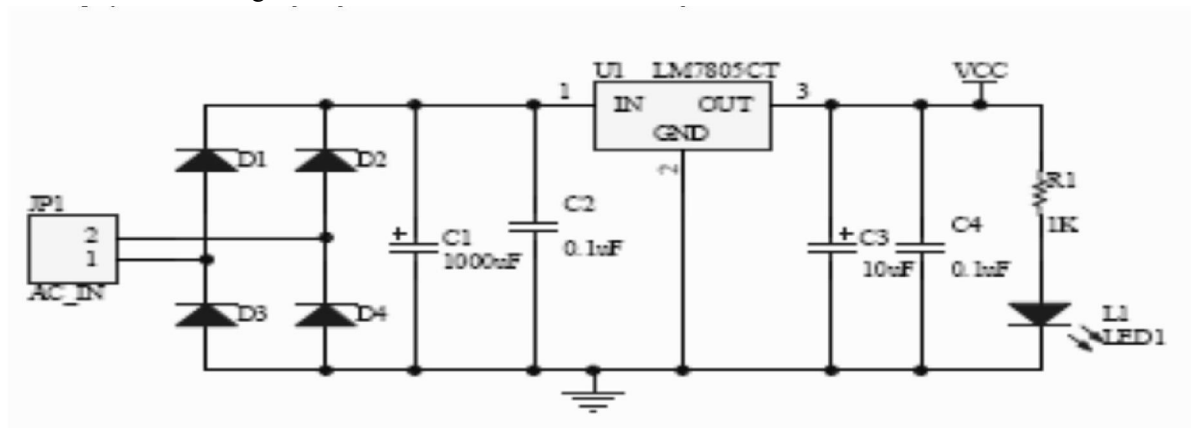 U1 LM7805CT
VCC
1
IN OUT
3
GND
2
D1
D2
R1
1K
JP1
2
1
AC_IN
C1
1000uF
C2
0.1uF
C3
10uF
C4
0.1uF
D3
D4
L1
LED1